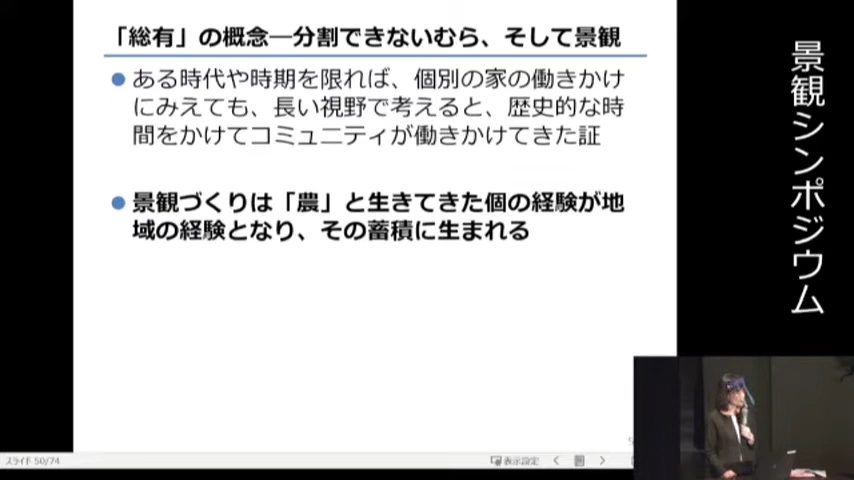 「総有」の概念―分割できないむら、そして景観
ある時代や時期を限れば、個別の家の働きかけ
にみえても、長い視野で考えると、歴史的な時
間をかけてコミュニティが働きかけてきた証
景観づくりは「農」と生きてきた個の経験が地
域の経験となり、その蓄積に生まれる
景観シンポジウム
スライド 50/74
表示設定